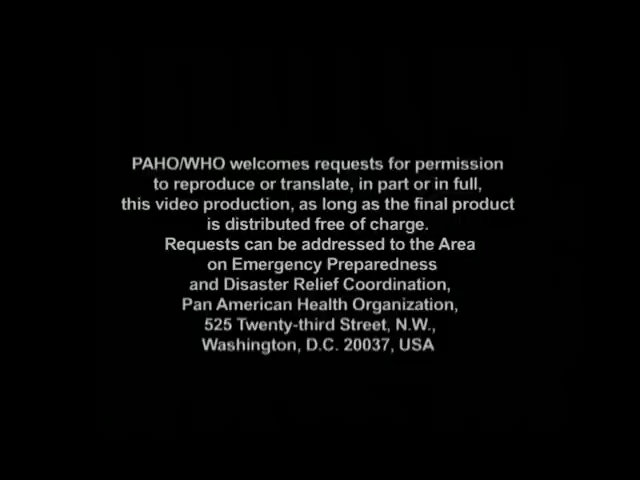 PAHO/WHO welcomes requests for permission
to reproduce or translate, in part or in full,
this video production, as long as the final product
is distributed free of charge.
Requests can be addressed to the Area
on Emergency Preparedness
and Disaster Relief Coordination,
Pan American Health Organization,
525 Twenty-third Street, N.W.,
Washington, D.C. 20037, USA